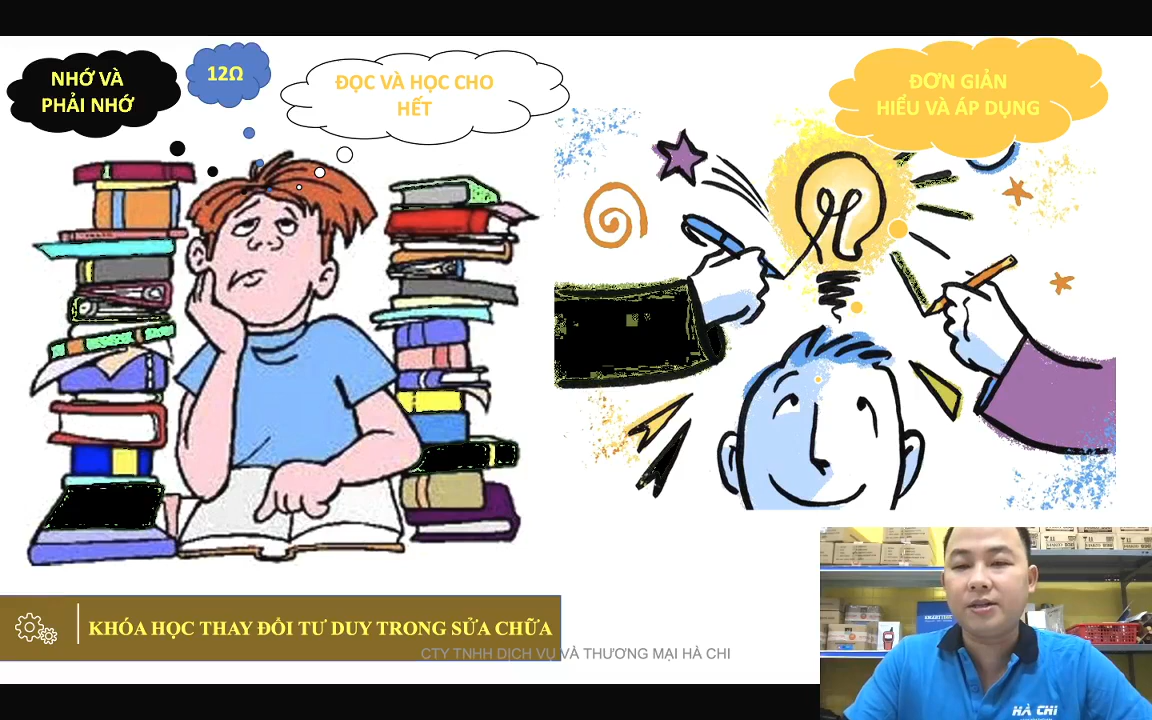 NHỚ VÀ
PHẢI NHỚ
12Ω
ĐỌC VÀ HỌC CHO
HẾT
ĐƠN GIẢN
HIỂU VÀ ÁP DỤNG
KHÓA HỌC THAY ĐỔI TƯ DUY TRONG SỬA CHỮA
CTY TNHH DỊCH VỤ VÀ THƯƠNG MẠI HÀ CHI
HÀ CHI